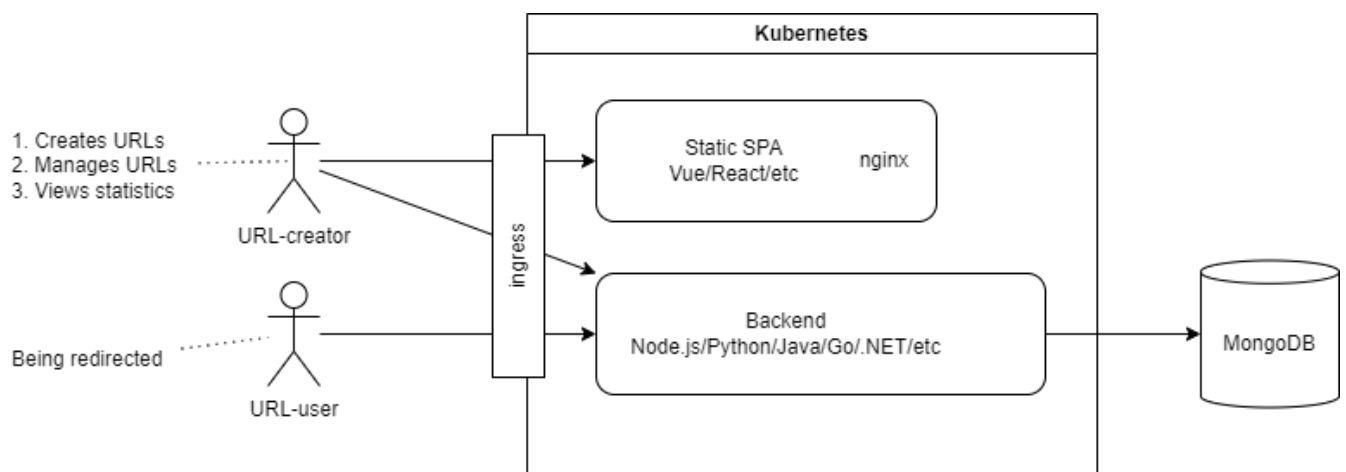 Kubernetes
1. Creates URLs
2. Manages URLs
3. Views statistics
URL-creator
Static SPA
Vue/React/etc
nginx
ingress
Being redirected
URL-user
Backend
Node.js/Python/Java/Go/.NET/etc
MongoDB